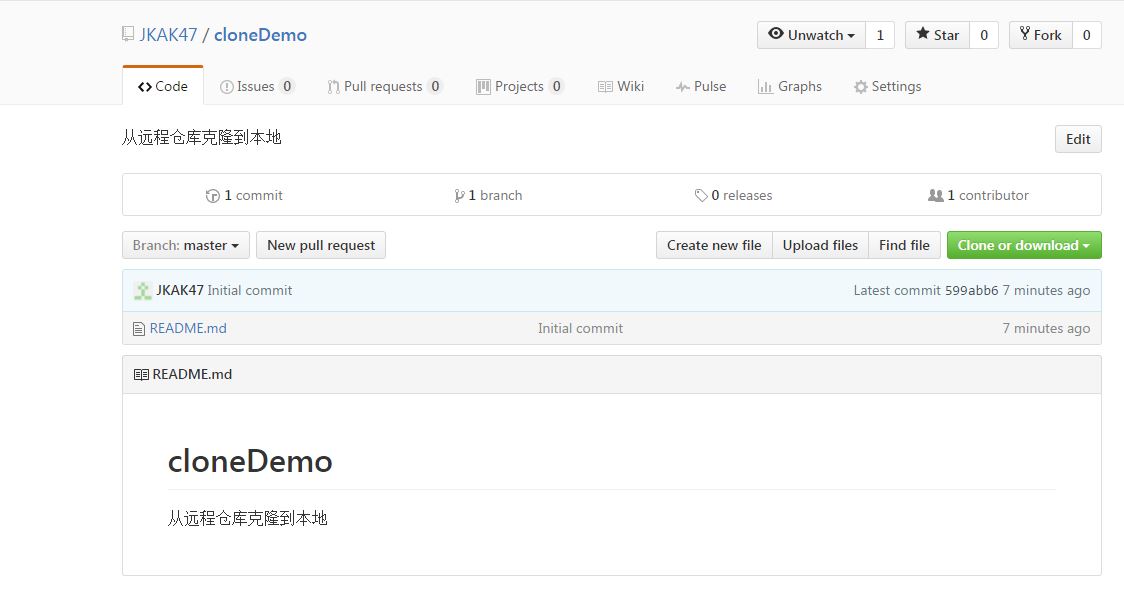 JKAK47 / cloneDemo
Unwatch 1 Star 0 Fork 0
Code Issues 0 Pull requests 0 Projects 0 Wiki Pulse Graphs Settings
从远程仓库克隆到本地 Edit
1 commit 1 branch 0 releases 1 contributor
Branch: master New pull request Create new file Upload files Find file Clone or download
JKAK47 Initial commit Latest commit 599abb6 7 minutes ago
README.md Initial commit 7 minutes ago
README.md
cloneDemo
从远程仓库克隆到本地